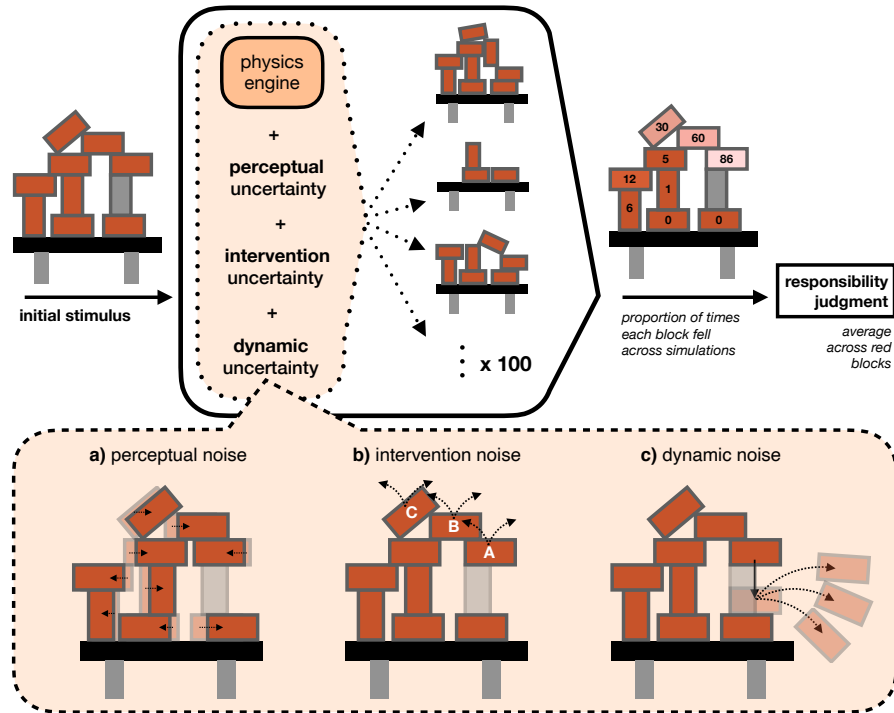 physics
engine
+
perceptual
uncertainty
+
intervention
uncertainty
+
dynamic
uncertainty
x 100
initial stimulus
30
60
5
86
12
1
6
0
0
proportion of times
each block fell
across simulations
responsibility
judgment
average
across red
blocks
a) perceptual noise
b) intervention noise
c) dynamic noise
C
B
A